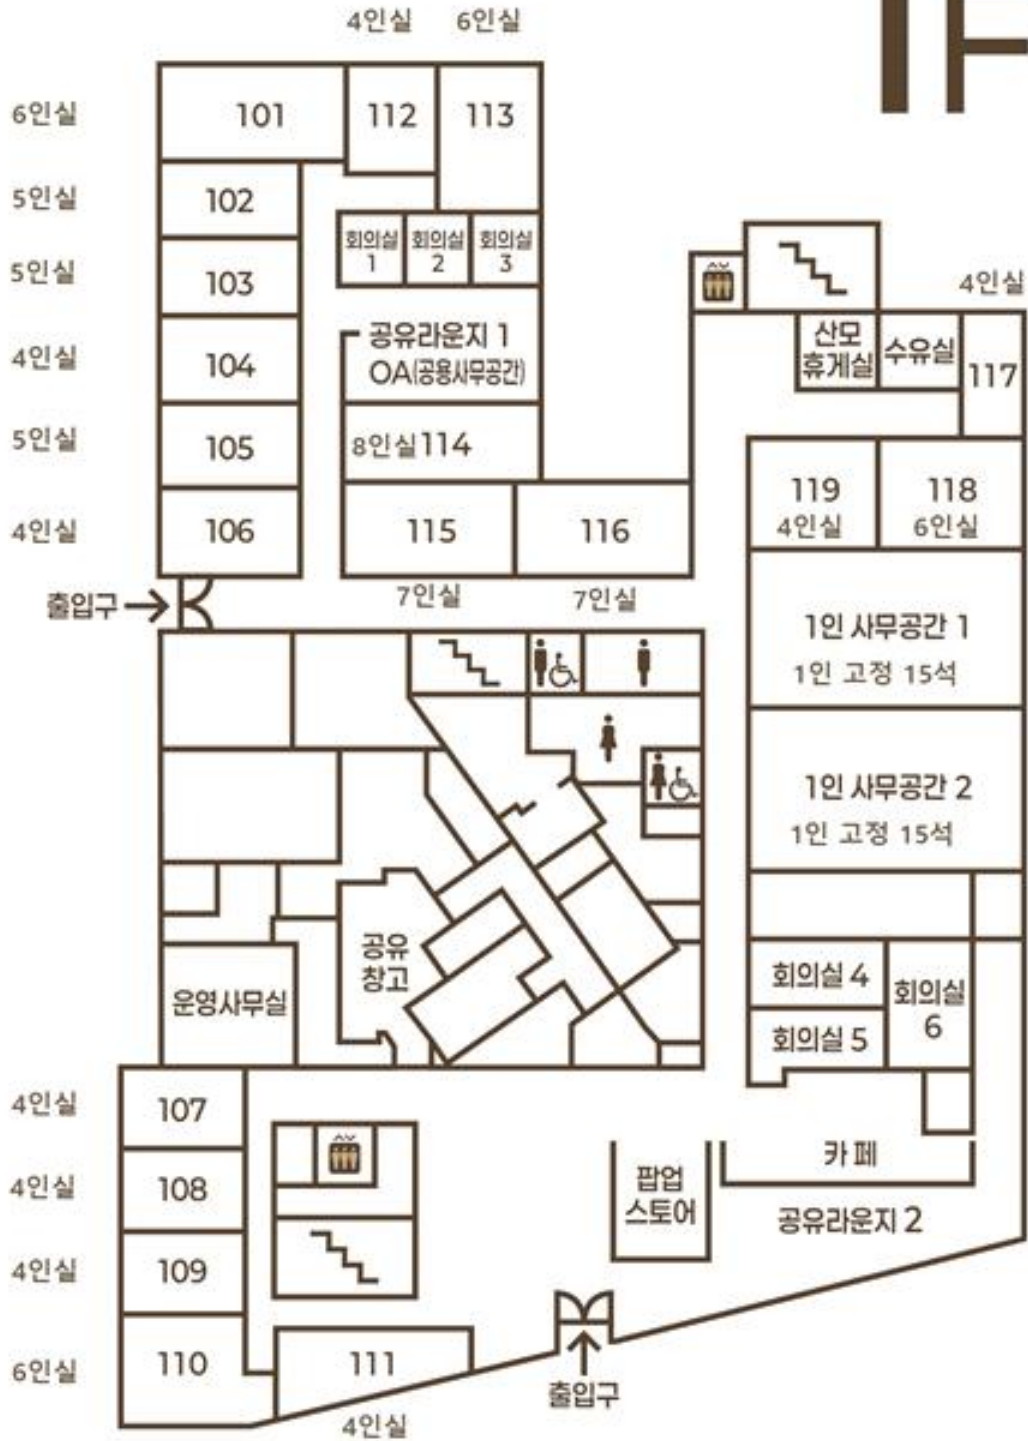 4인실 6인실
6인실 101 112 113
5인실 102
회의실 1 회의실 2 회의실 3
5인실 103
4인실
산모 휴게실
수유실
117
공유라운지 1
OA(공용사무공간)
4인실 104
5인실 105
8인실 114
119
4인실
118
6인실
4인실 106
115 116
출입구
7인실 7인실
1인 사무공간 1
1인 고정 15석
1인 사무공간 2
1인 고정 15석
공유
창고
운영사무실
회의실 4
회의실 5
회의실
6
4인실 107
4인실 108
4인실 109
6인실 110
111
4인실
팝업
스토어
카페
공유라운지 2
출입구